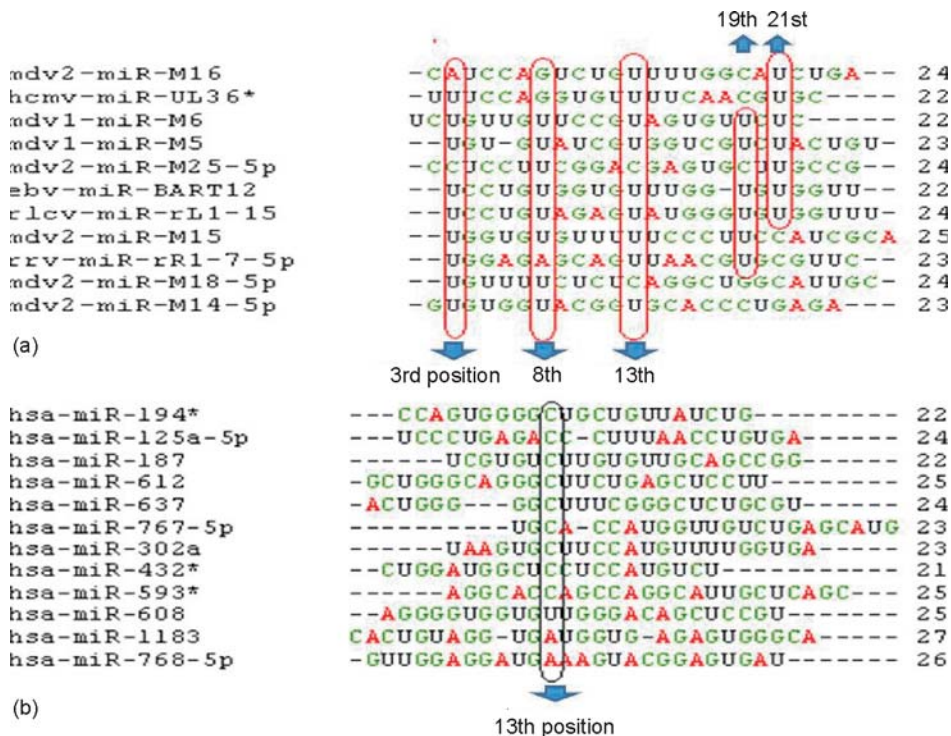 19th 21st
mdv2-miR-M16 -CAUCCAGUCUGUUUUGGCAUCUGA-- 24
hcmv-miR-UL36* -UUUCCAGGUGUUUUCAACGUGC---- 22
mdv1-miR-M6 UCUGUUGUUCCGUAGUGUUCUC----- 22
mdv1-miR-M5 --UGU-GUAUCGUGGUCGUCUACUGU- 23
mdv2-miR-M25-5p -CCUCCUUCGGACGAGUGCUUGCCG-- 24
ebv-miR-BART12 --UCCUGUGGUGUUUGG-UGUGGUU-- 22
rlcv-miR-rL1-15 --UCCUGUAGAGUAUGGGUGUGGUUU- 24
mdv2-miR-M15 --UGGUGUGUUUUUCCCUUCCAUCGCA 25
rrv-miR-rR1-7-5p --UGGAGAGCAGUUAACGUGCGUUC-- 23
mdv2-miR-M18-5p --UGUUUUCUCUCAGGCUGGCAUUGC- 24
mdv2-miR-M14-5p -GUGUGGUACGGUGCACCCUGAGA--- 23
(a)
3rd position 8th 13th
hsa-miR-194* ---CCAGUGGGGCUGCUGUUAUCUG--------- 22
hsa-miR-125a-5p ---UCCCUGAGACC-CUUUAACCUGUGA------ 24
hsa-miR-187 ------UCGUGUCUUGUGUUGCAGCCGG------ 22
hsa-miR-612 -GCUGGGCAGGGCUUCUGAGCUCCUU-------- 25
hsa-miR-637 -ACUGGG---GGCUUUCGGGCUCUGCGU------ 24
hsa-miR-767-5p ----------UGCA-CCAUGGUUGUCUGAGCAUG 23
hsa-miR-302a ------UAAGUGCUUCCAUGUUUUGGUGA----- 23
hsa-miR-432* --CUGGAUGGCUCCUCCAUGUCU----------- 21
hsa-miR-593* ------AGGCACCAGCCAGGCAUUGCUCAGC--- 25
hsa-miR-608 --AGGGGUGGUGUUGGGACAGCUCCGU------- 25
hsa-miR-1183 CACUGUAGG-UGAUGGUG-AGAGUGGGCA----- 27
hsa-miR-768-5p -GUUGGAGGAUGAAAGUACGGAGUGAU------- 26
(b)
13th position